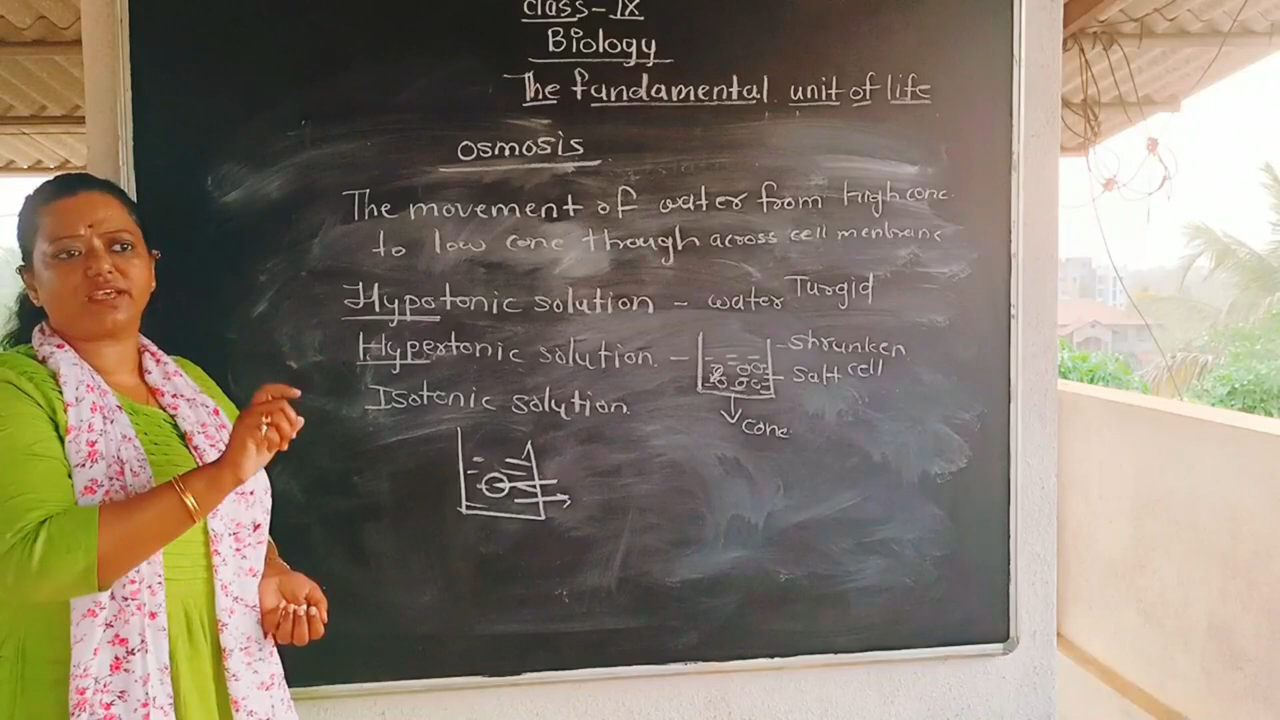 class-IX
Biology
The fundamental unit of life
osmosis
The movement of water from high conc.
to low conc though across cell menbrane
Hypotonic solution - water Turgid
Hypertonic solution - - shrunken
salt cell
Isotonic solution.
conc.